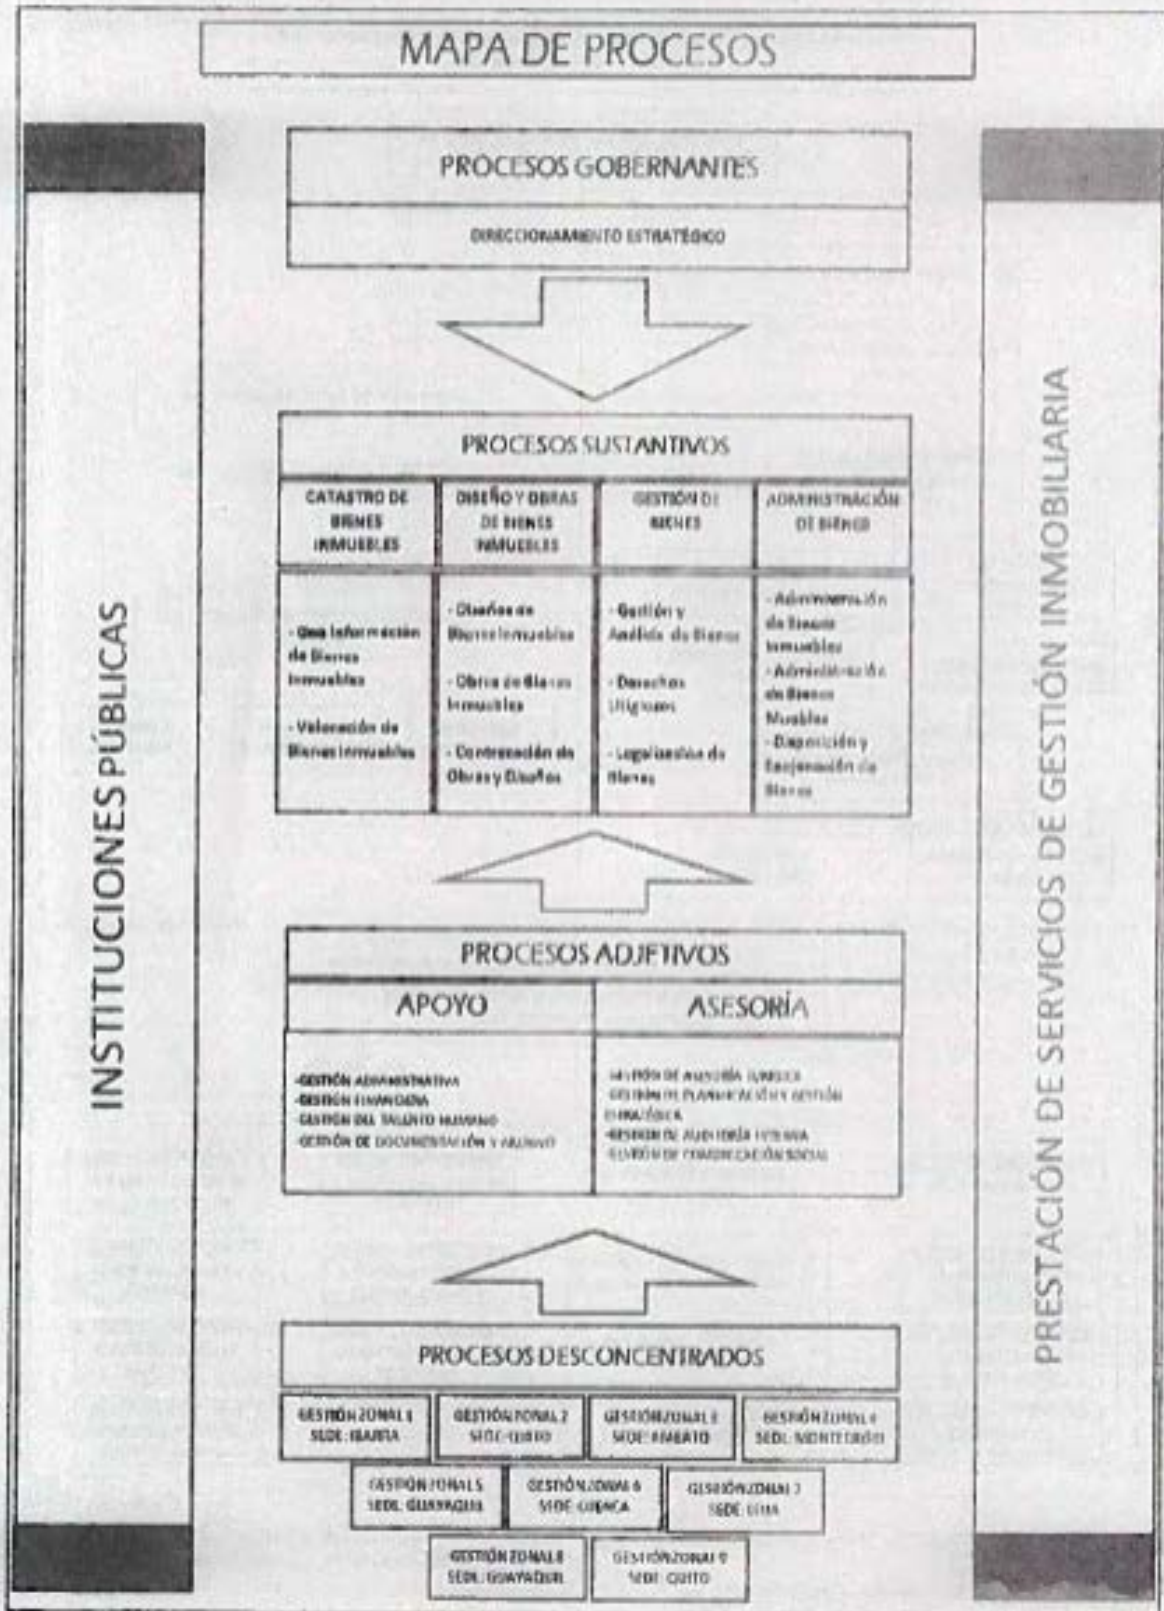 MAPA DE PROCESOS
INSTITUCIONES PÚBLICAS
PROCESOS GOBERNANTES
DIRECCIONAMIENTO ESTRATÉGICO
PROCESOS SUSTANTIVOS
CATASTRO DE
BIENES
INMUEBLES
DISEÑO Y OBRAS
DE BIENES
INMUEBLES
GESTIÓN DE
BIENES
ADMINISTRACIÓN
DE BIENES
- Información
de Bienes
Inmuebles
- Valoración de
Bienes Inmuebles
- Diseños de
Bienes Inmuebles
- Obras de Bienes
Inmuebles
- Contratación de
Obras y Diseños
- Gestión y
Análisis de Bienes
- Derechos
Litigiosos
- Legalización de
Bienes
- Administración
de Bienes
Inmuebles
- Administración
de Bienes
Muebles
- Disposición y
Enajenación de
Bienes
PROCESOS ADJETIVOS
APOYO
ASESORÍA
-GESTIÓN ADMINISTRATIVA
-GESTIÓN FINANCIERA
-GESTIÓN DEL TALENTO HUMANO
-GESTIÓN DE DOCUMENTACIÓN Y ARCHIVO
-GESTIÓN DE ASESORÍA JURÍDICA
-GESTIÓN DE PLANIFICACIÓN Y GESTIÓN
ESTRATÉGICA
-GESTIÓN DE AUDITORÍA INTERNA
-GESTIÓN DE COMUNICACIÓN SOCIAL
PROCESOS DESCONCENTRADOS
GESTIÓN ZONAL 1
SEDE: IBARRA
GESTIÓN ZONAL 2
SEDE: QUITO
GESTIÓN ZONAL 3
SEDE: AMBATO
GESTIÓN ZONAL 4
SEDE: MONTECRISTI
GESTIÓN ZONAL 5
SEDE: GUAYAQUIL
GESTIÓN ZONAL 6
SEDE: CUENCA
GESTIÓN ZONAL 7
SEDE: LOJA
GESTIÓN ZONAL 8
SEDE: GUAYAQUIL
GESTIÓN ZONAL 9
SEDE: QUITO
PRESTACIÓN DE SERVICIOS DE GESTIÓN INMOBILIARIA